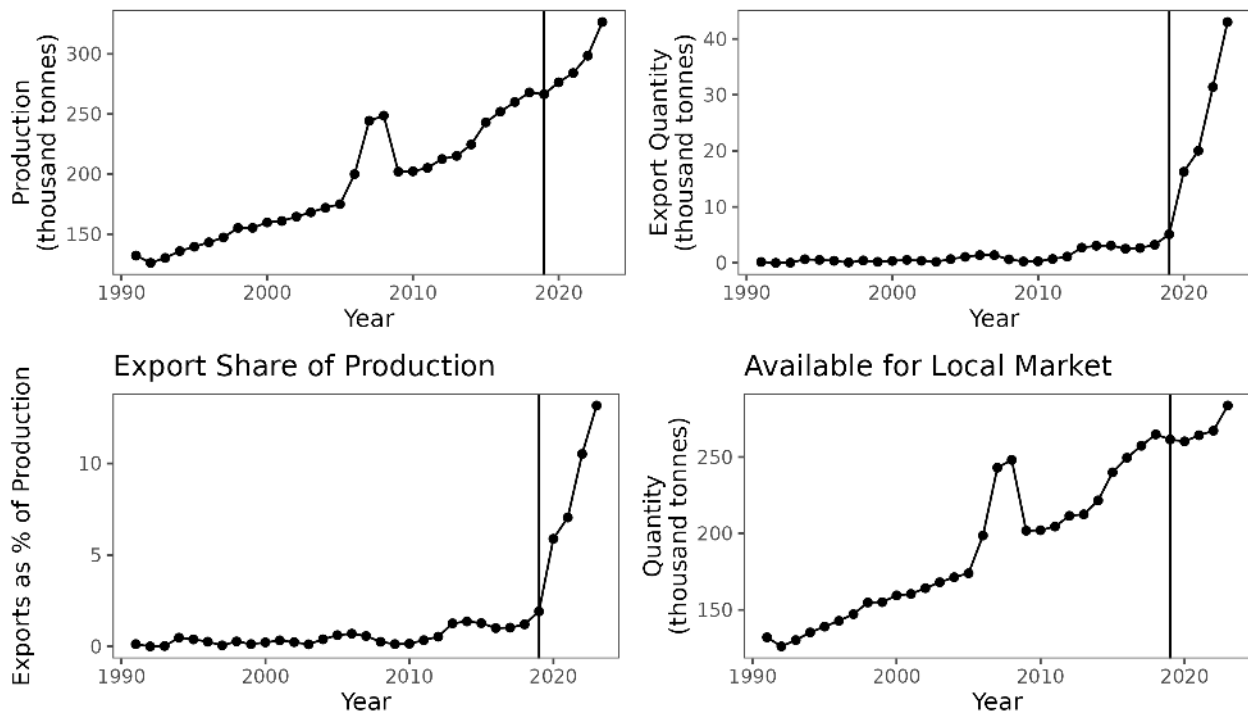 Production
(thousand tonnes)
300
250
200
150
1990
2000
2010
2020
Year
Export Quantity
(thousand tonnes)
40
30
20
10
0
1990
2000
2010
2020
Year
Export Share of Production
Exports as % of Production
10
5
0
1990
2000
2010
2020
Year
Available for Local Market
Quantity
(thousand tonnes)
250
200
150
1990
2000
2010
2020
Year